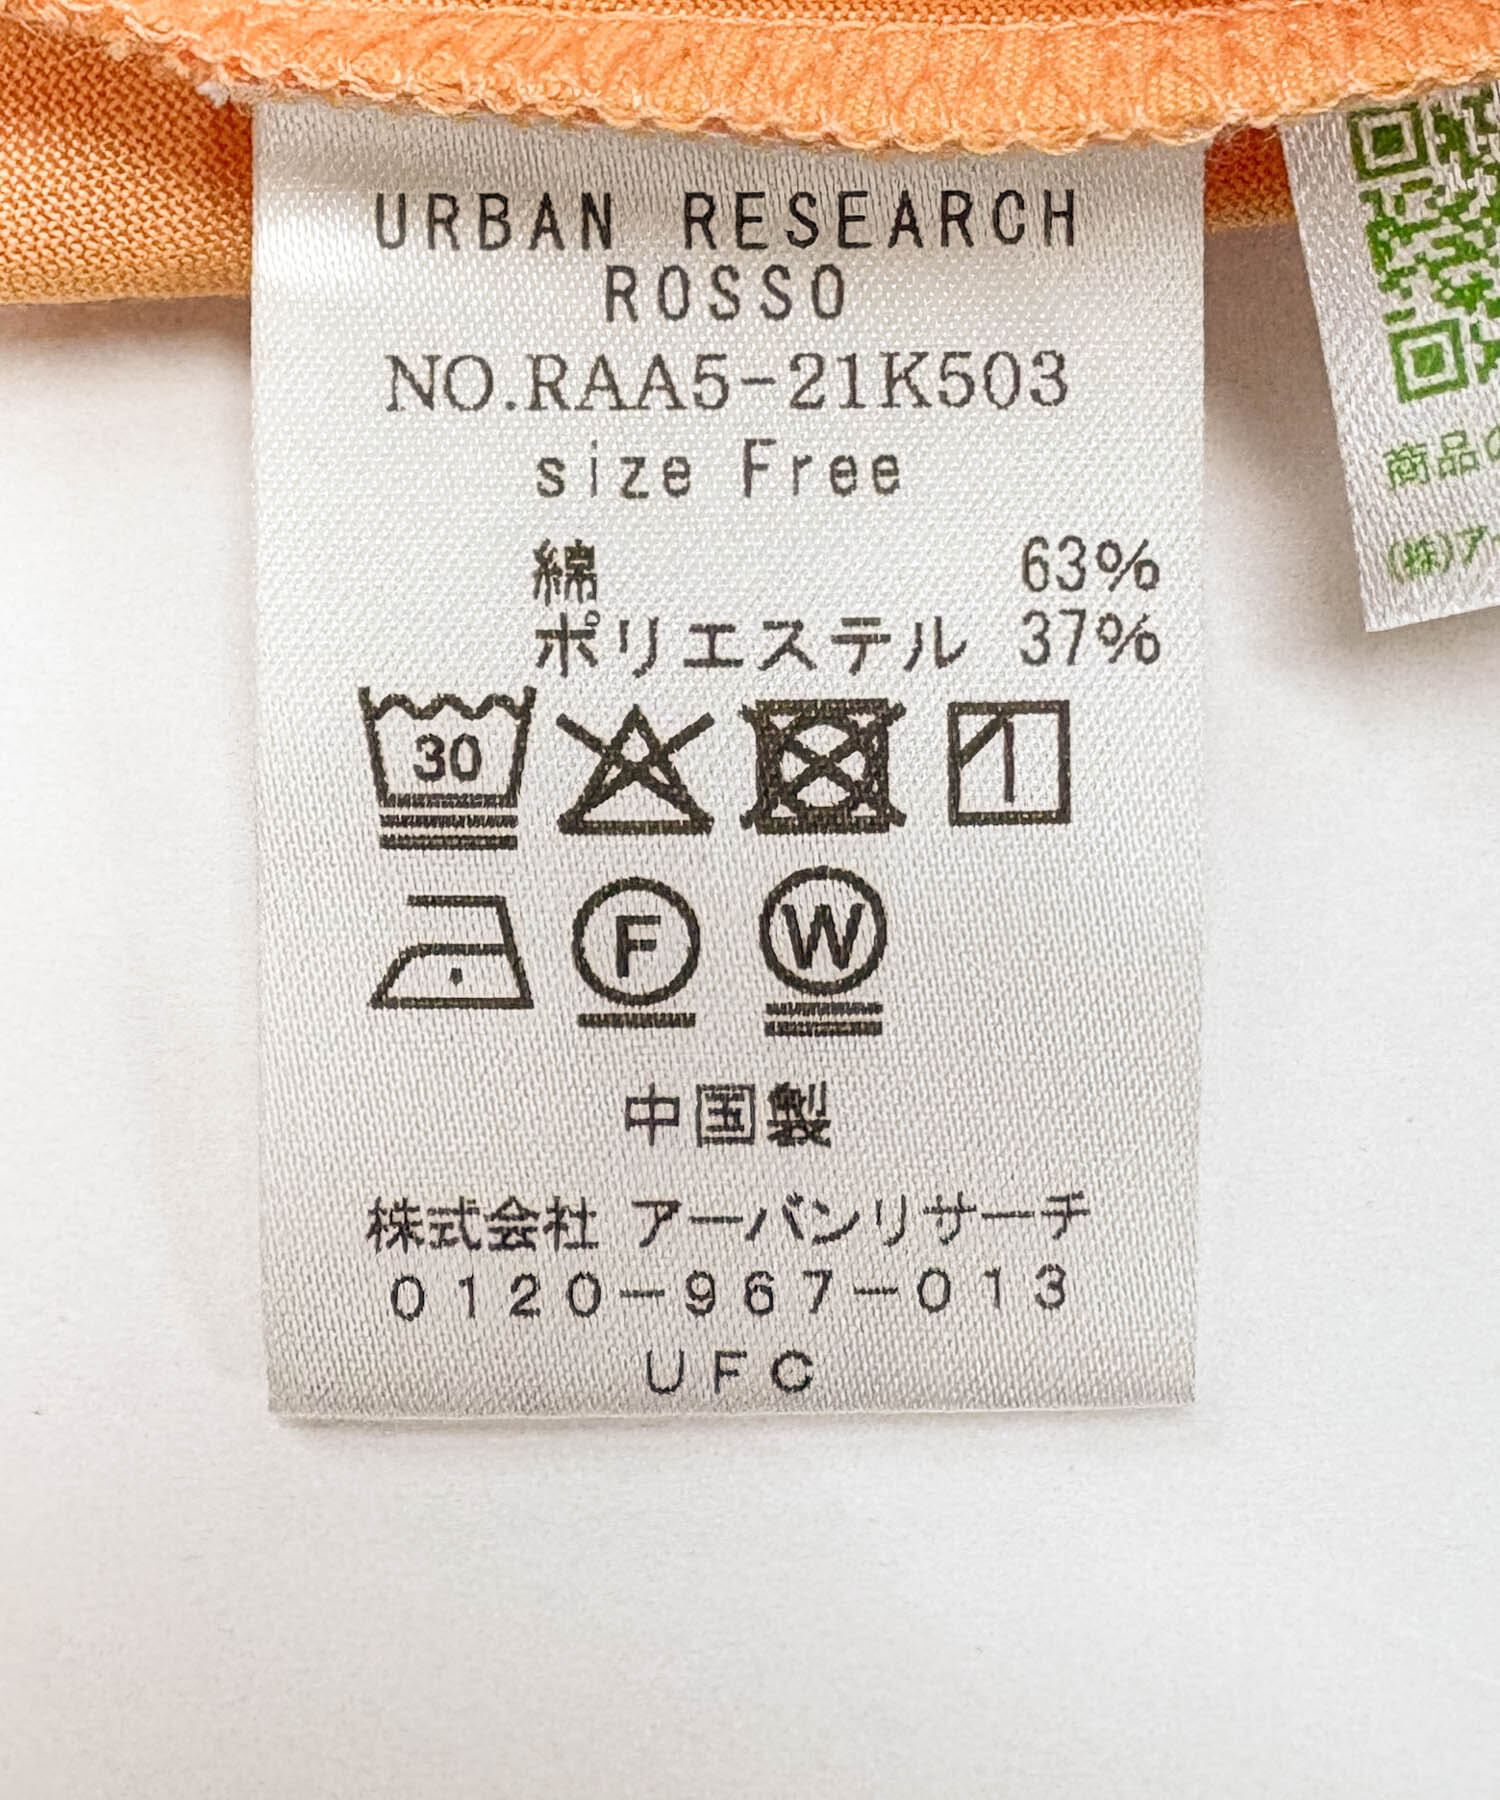 URBAN RESEARCH
ROSSO
NO.RAA5-21K503
size Free
綿 63%
ポリエステル 37%
30
F
W
中国製
株式会社 アーバンリサーチ
0120-967-013
UFC
商品の
(株)アー